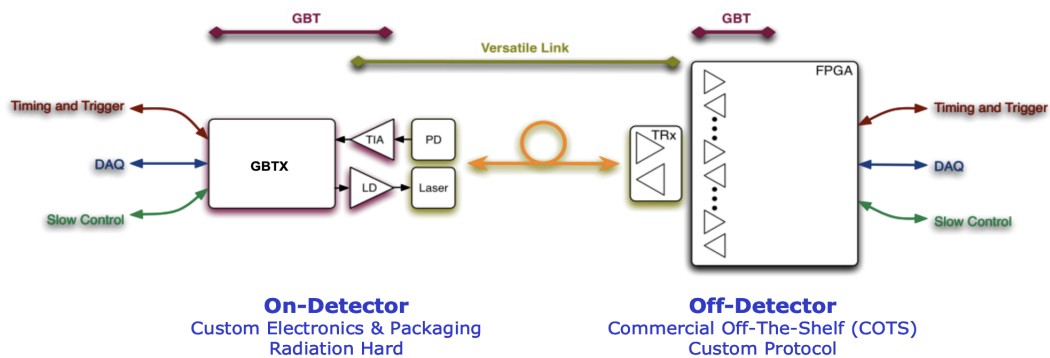 GBT
GBT
Versatile Link
FPGA
Timing and Trigger
Timing and Trigger
TRx
TIA
PD
GBTX
DAQ
DAQ
LD
Laser
Slow Control
Slow Control
On-Detector
Custom Electronics & Packaging
Radiation Hard
Off-Detector
Commercial Off-The-Shelf (COTS)
Custom Protocol